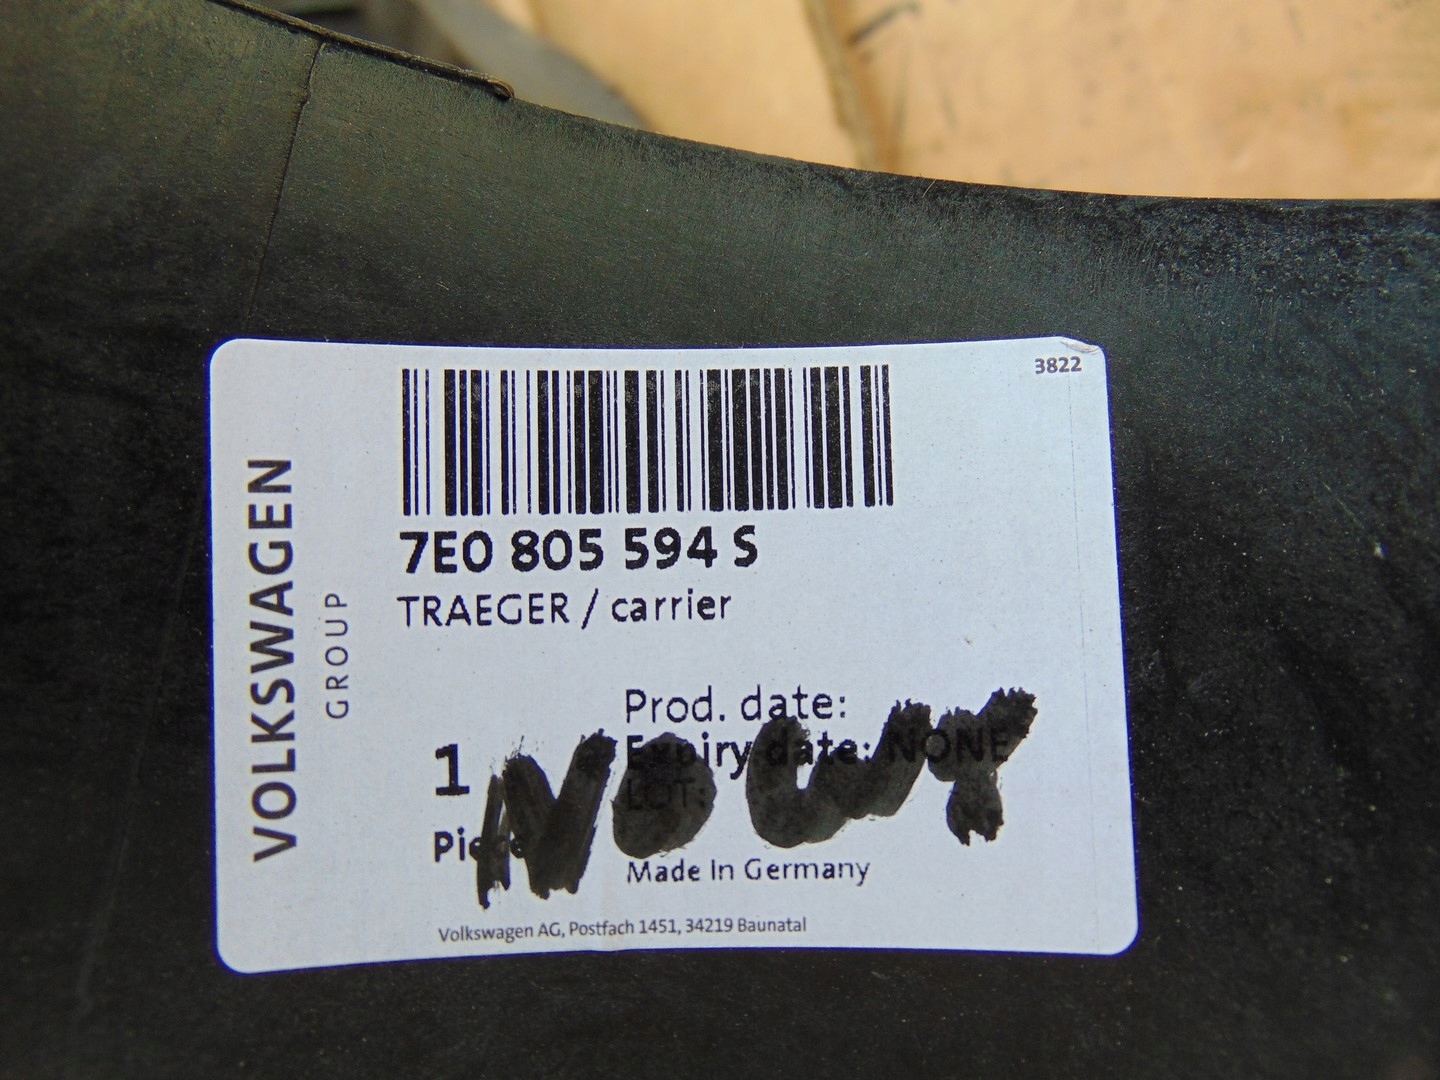 3822
VOLKSWAGEN
GROUP
7E0 805 594 S
TRAEGER / carrier
Prod. date:
Expiry date: NONE
LOT:
1
Piece
NOWY
Made In Germany
Volkswagen AG, Postfach 1451, 34219 Baunatal